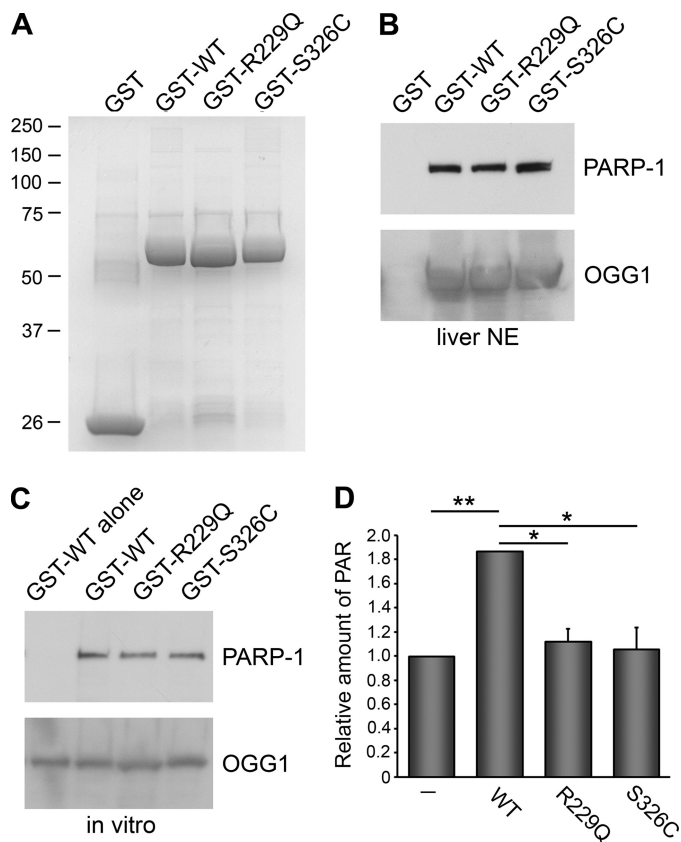 A
GST
GST-WT
GST-R229Q
GST-S326C
250
150
100
75
50
37
26
B
GST
GST-WT
GST-R229Q
GST-S326C
PARP-1
OGG1
liver NE
C
GST-WT alone
GST-WT
GST-R229Q
GST-S326C
PARP-1
OGG1
in vitro
D
**
*
*
Relative amount of PAR
2.0
1.8
1.6
1.4
1.2
1.0
0.8
0.6
0.4
0.2
0
–
WT
R229Q
S326C